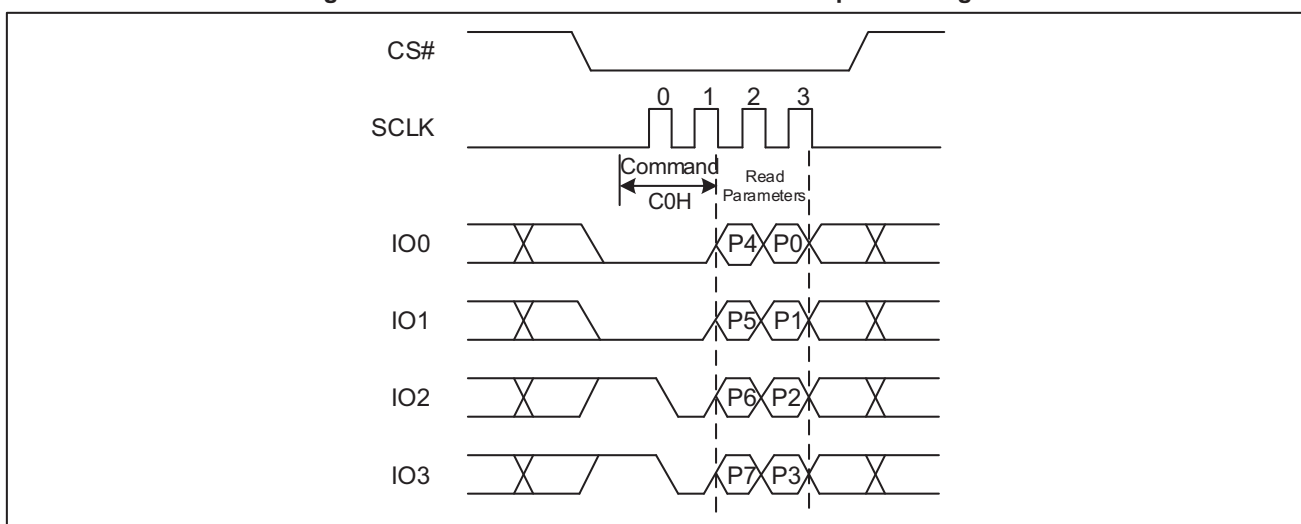 CS#
0 1 2 3
SCLK
Command
C0H
Read
Parameters
IO0
P4 P0
IO1
P5 P1
IO2
P6 P2
IO3
P7 P3